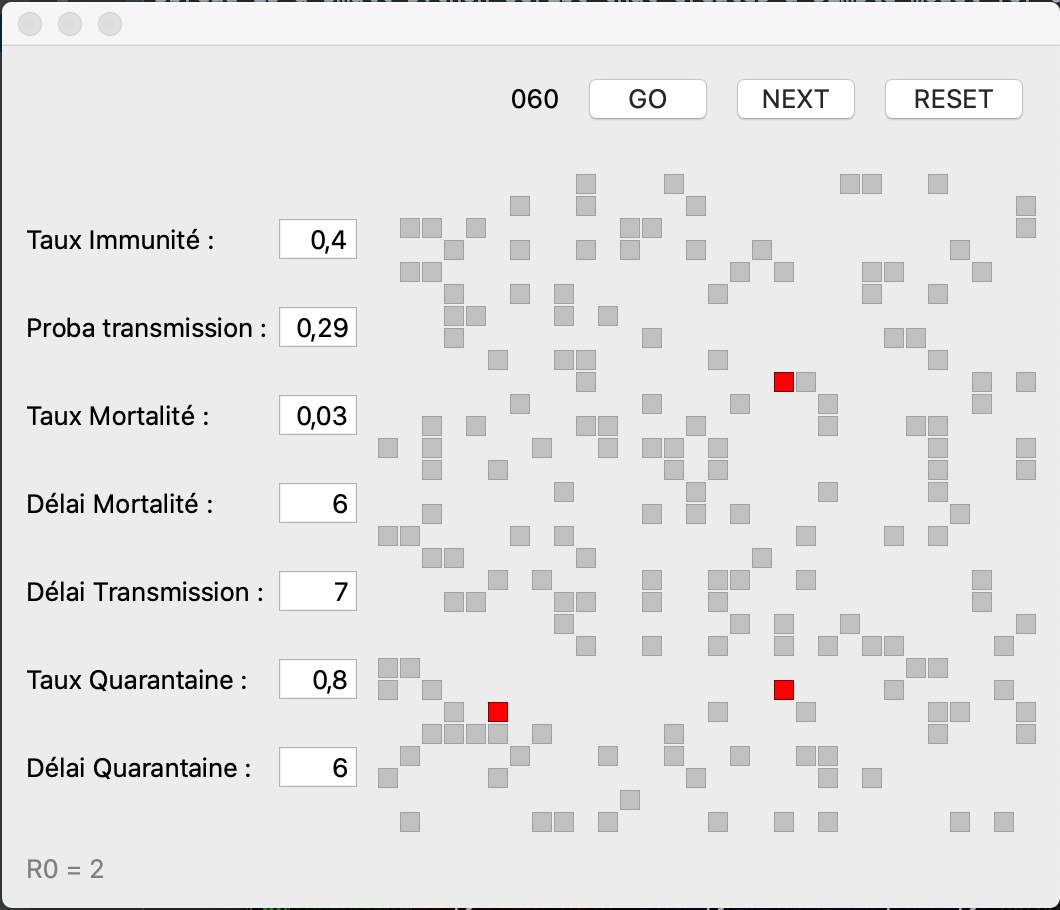 060 GO NEXT RESET
Taux Immunité : 0,4
Proba transmission : 0,29
Taux Mortalité : 0,03
Délai Mortalité : 6
Délai Transmission : 7
Taux Quarantaine : 0,8
Délai Quarantaine : 6
R0 = 2